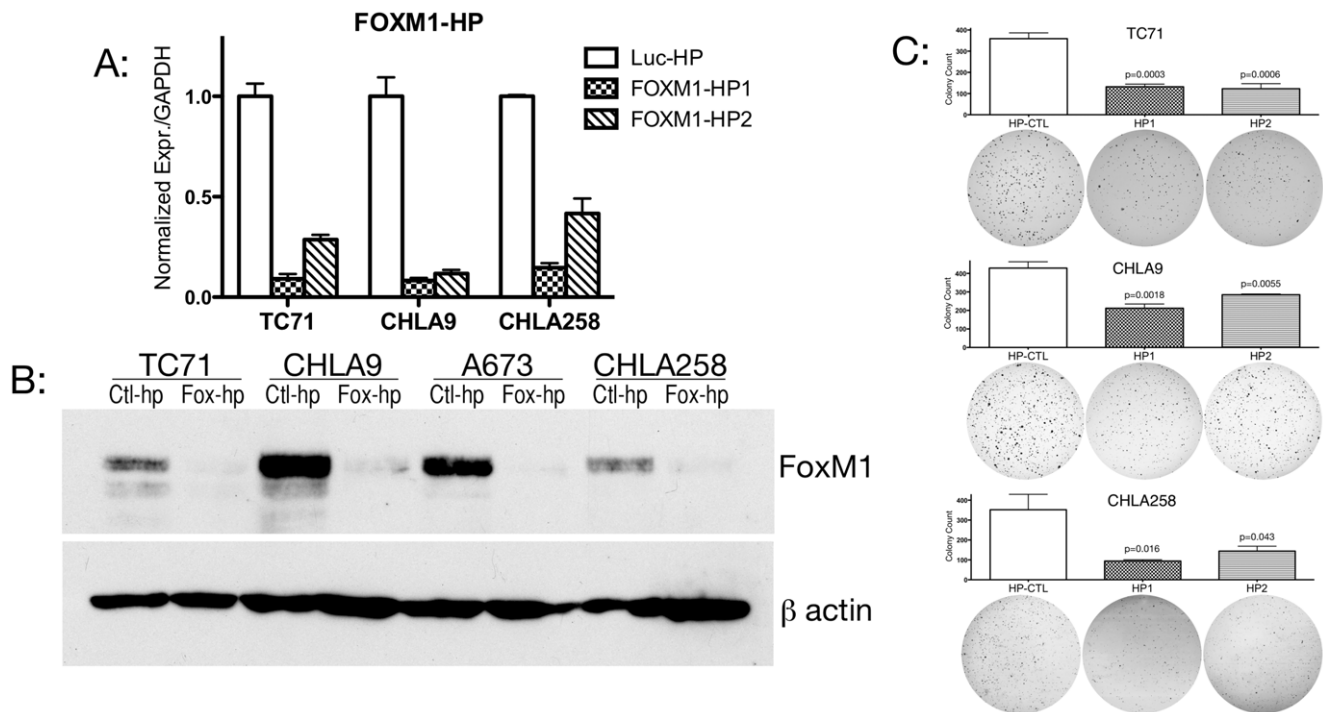 A:
FOXM1-HP
Normalized Expr./GAPDH
1.0
0.5
0.0
Luc-HP
FOXM1-HP1
FOXM1-HP2
TC71 CHLA9 CHLA258
B:
TC71 CHLA9 A673 CHLA258
Ctl-hp Fox-hp Ctl-hp Fox-hp Ctl-hp Fox-hp Ctl-hp Fox-hp
FoxM1
β actin
C:
TC71
Colony Count
400
300
200
100
0
p=0.0003 p=0.0006
HP-CTL HP1 HP2
CHLA9
Colony Count
400
300
200
100
0
p=0.0018 p=0.0055
HP-CTL HP1 HP2
CHLA258
Colony Count
400
300
200
100
0
p=0.016 p=0.043
HP-CTL HP1 HP2